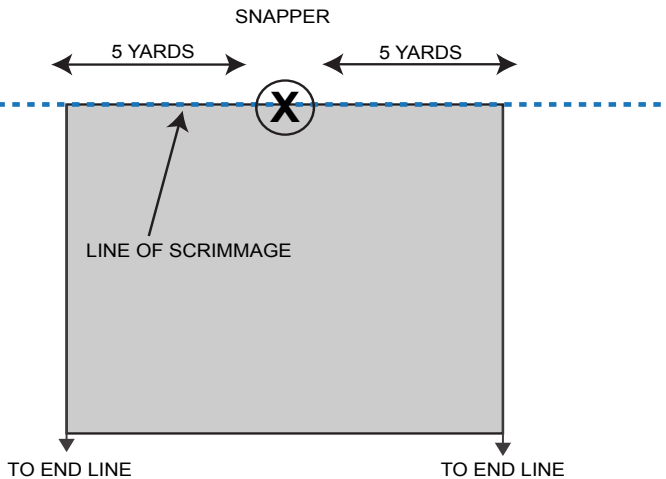 SNAPPER
5 YARDS 5 YARDS
X
LINE OF SCRIMMAGE
TO END LINE TO END LINE